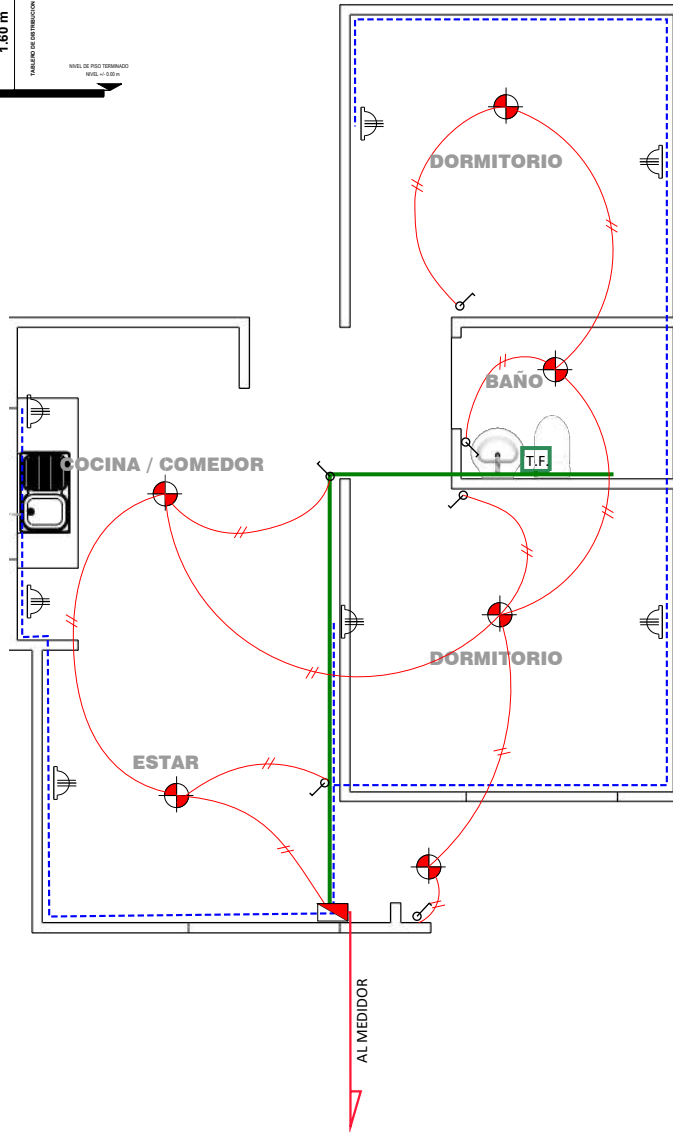 1.60 m
TABLERO DE DISTRIBUCION
NIVEL DE PISO TERMINADO
NIVEL +/- 0.00 m
DORMITORIO
BAÑO
T.F.
COCINA / COMEDOR
DORMITORIO
ESTAR
AL MEDIDOR